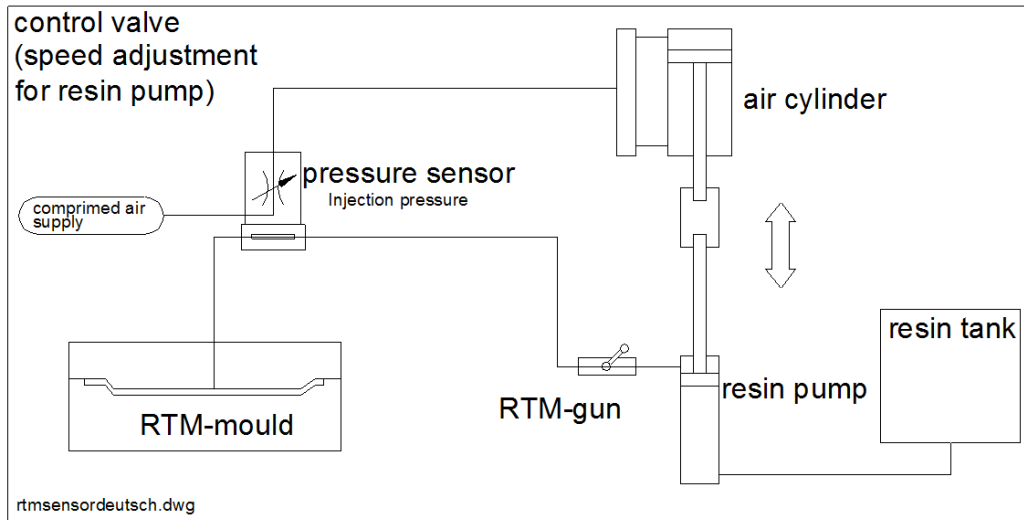 control valve
(speed adjustment
for resin pump)
air cylinder
pressure sensor
Injection pressure
comprimed air
supply
resin tank
resin pump
RTM-gun
RTM-mould
rtmsensordeutsch.dwg